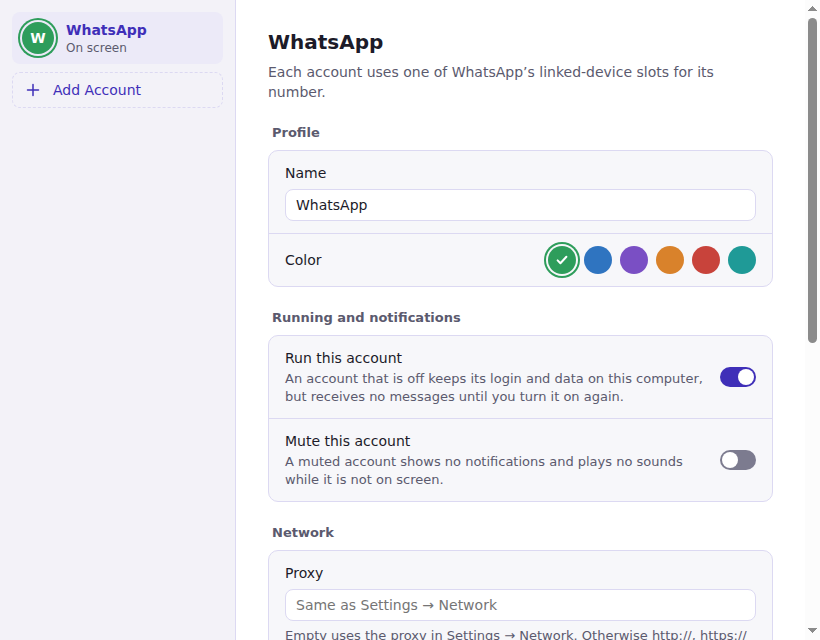 W
WhatsApp
On screen
Add Account
WhatsApp
Each account uses one of WhatsApp’s linked-device slots for its
number.
Profile
Name
WhatsApp
Color
Running and notifications
Run this account
An account that is off keeps its login and data on this computer,
but receives no messages until you turn it on again.
Mute this account
A muted account shows no notifications and plays no sounds
while it is not on screen.
Network
Proxy
Same as Settings → Network
Empty uses the proxy in Settings → Network. Otherwise http://, https://